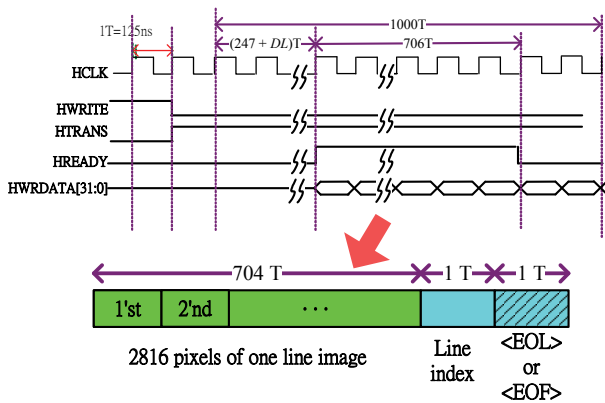 1T=125ns
1000T
(247 + DL)T
706T
HCLK
HWRITE
HTRANS
HREADY
HWRDATA[31:0]
704 T
1 T
1 T
1'st
2'nd
...
2816 pixels of one line image
Line
index
<EOL>
or
<EOF>